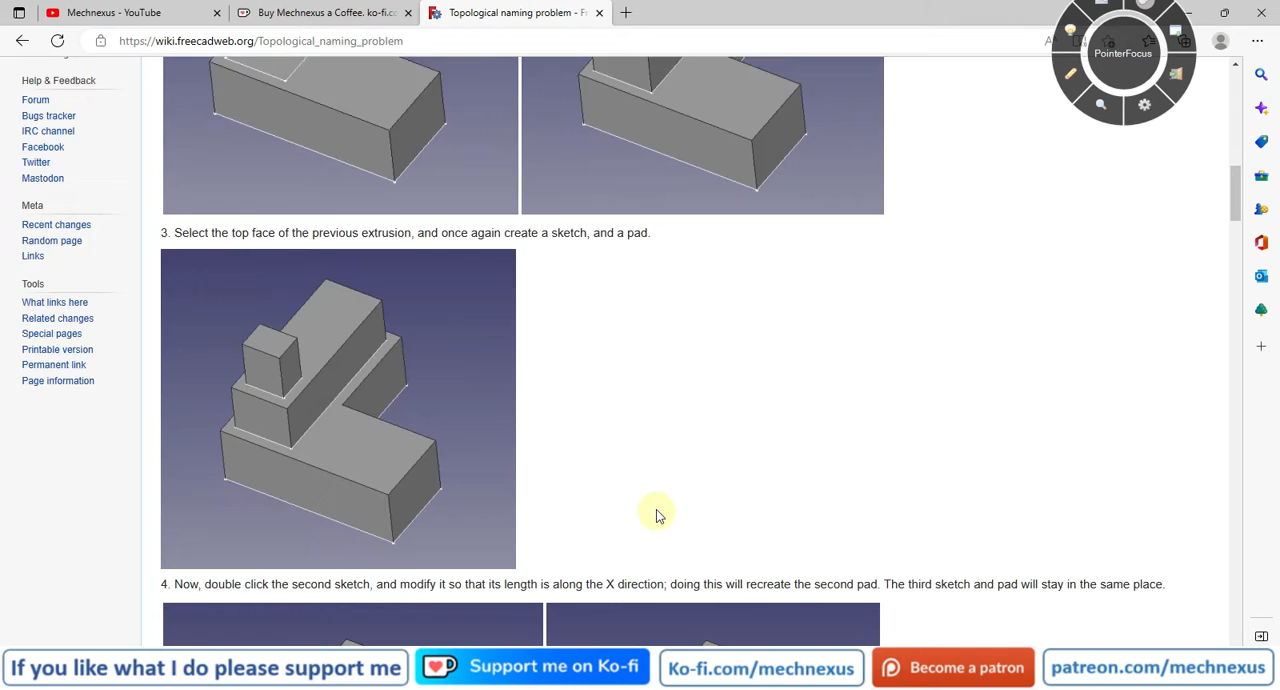 Mechnexus - YouTube
Buy Mechnexus a Coffee. ko-fi.co
Topological naming problem - Fr
https://wiki.freecadweb.org/Topological_naming_problem
PointerFocus
Help & Feedback
Forum
Bugs tracker
IRC channel
Facebook
Twitter
Mastodon
Meta
Recent changes
Random page
Links
Tools
What links here
Related changes
Special pages
Printable version
Permanent link
Page information
3. Select the top face of the previous extrusion, and once again create a sketch, and a pad.
4. Now, double click the second sketch, and modify it so that its length is along the X direction; doing this will recreate the second pad. The third sketch and pad will stay in the same place.
If you like what I do please support me
Support me on Ko-fi
Ko-fi.com/mechnexus
Become a patron
patreon.com/mechnexus